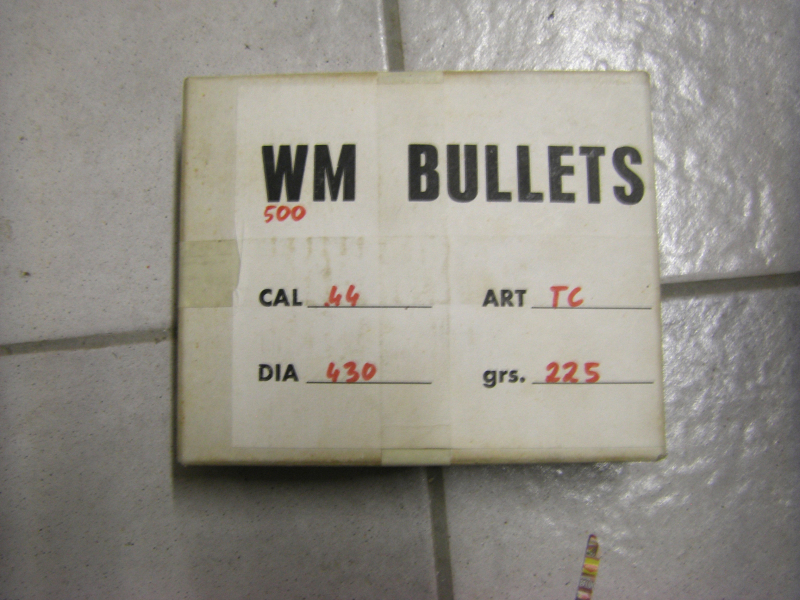 WM BULLETS
500
CAL .44 ART TC
DIA 430 grs. 225